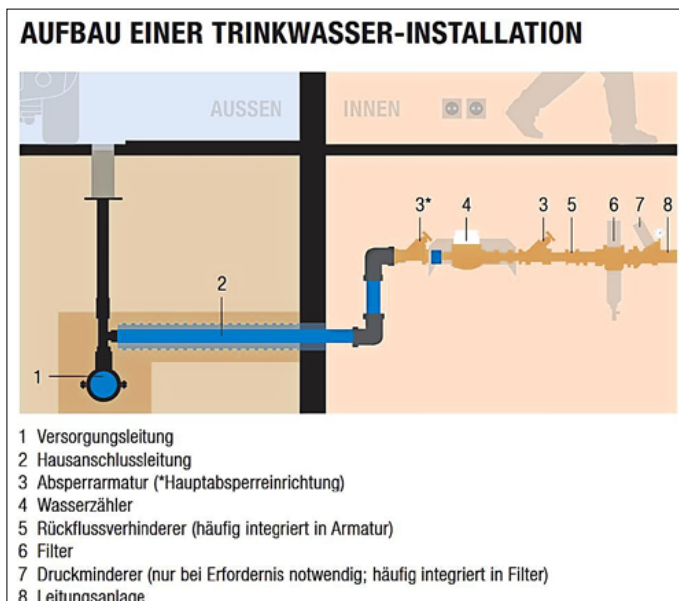 AUFBAU EINER TRINKWASSER-INSTALLATION
AUSSEN
INNEN
3* 4 3 5 6 7 8
2
1
1 Versorgungsleitung
2 Hausanschlussleitung
3 Absperrarmatur (*Hauptabsperreinrichtung)
4 Wasserzähler
5 Rückflussverhinderer (häufig integriert in Armatur)
6 Filter
7 Druckminderer (nur bei Erfordernis notwendig; häufig integriert in Filter)
8 Leitungsanlage